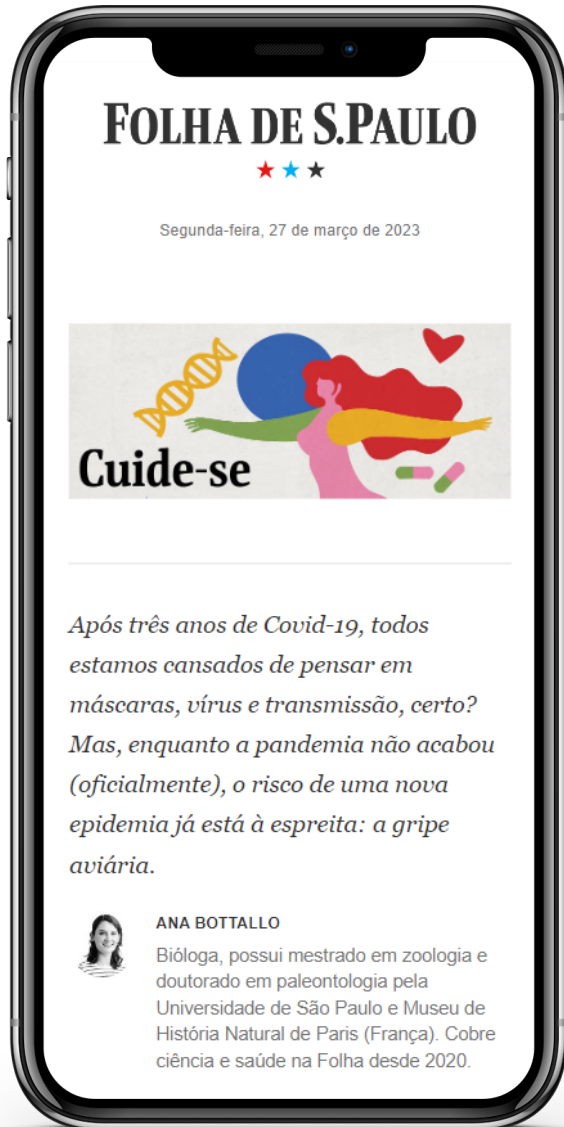 FOLHA DE S.PAULO
Segunda-feira, 27 de março de 2023
Cuide-se
Após três anos de Covid-19, todos
estamos cansados de pensar em
máscaras, vírus e transmissão, certo?
Mas, enquanto a pandemia não acabou
(oficialmente), o risco de uma nova
epidemia já está à espreita: a gripe
aviária.
ANA BOTTALLO
Bióloga, possui mestrado em zoologia e
doutorado em paleontologia pela
Universidade de São Paulo e Museu de
História Natural de Paris (França). Cobre
ciência e saúde na Folha desde 2020.